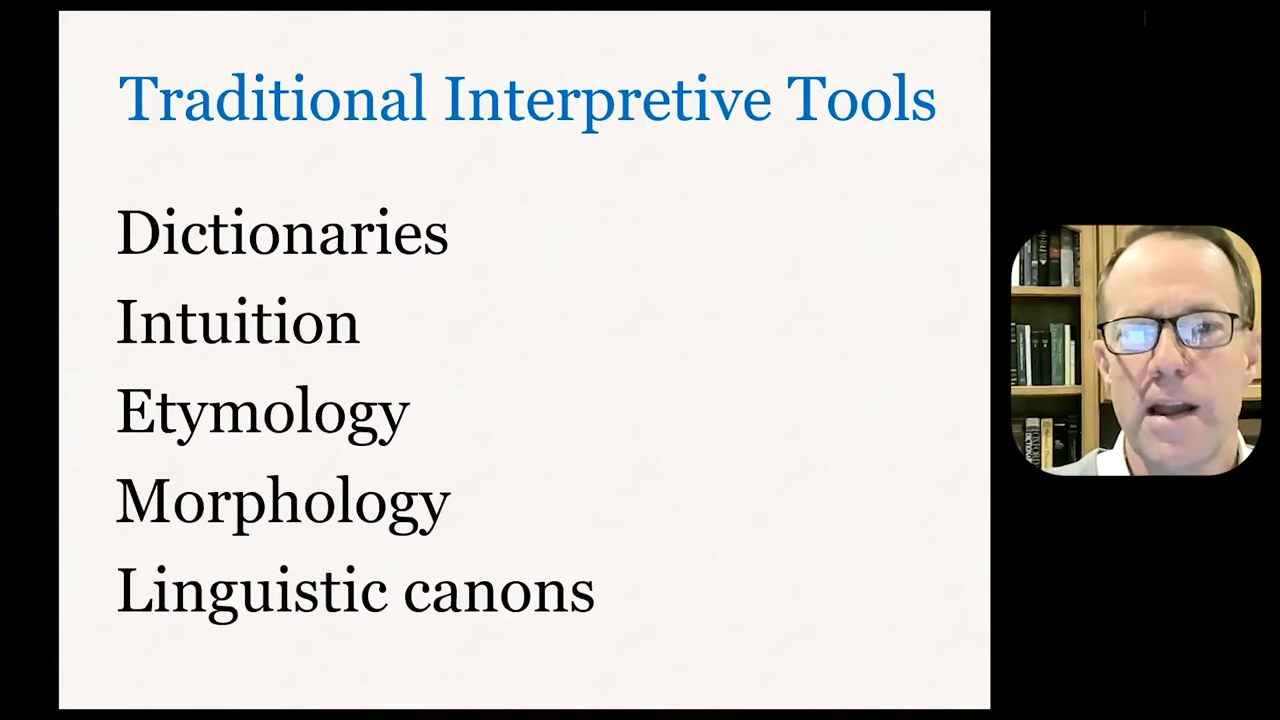 Traditional Interpretive Tools
Dictionaries
Intuition
Etymology
Morphology
Linguistic canons